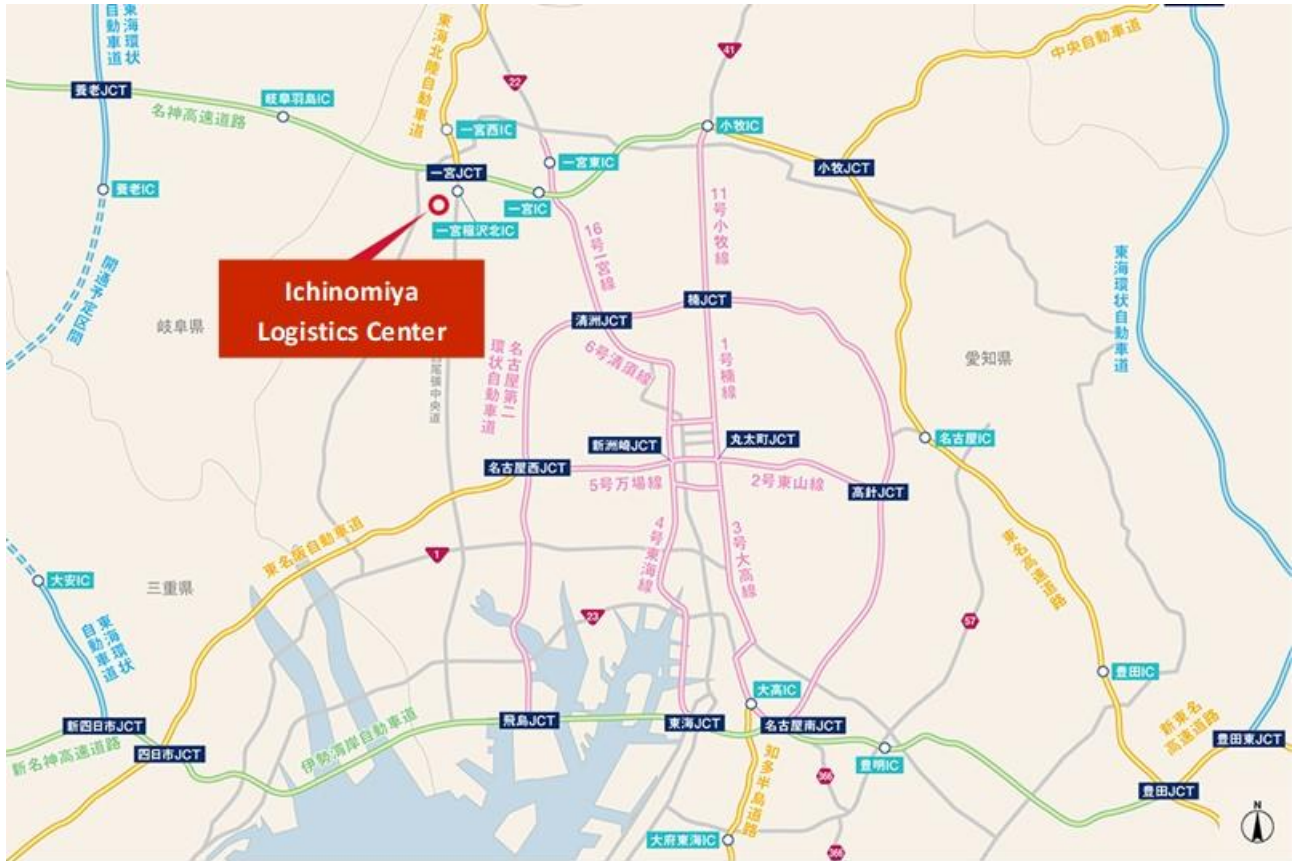 東海環状
自動車道
東海北陸自動車道
22
41
中央自動車道
養老JCT
岐阜羽島IC
名神高速道路
一宮西IC
小牧IC
一宮東IC
小牧JCT
一宮JCT
養老IC
一宮IC
一宮稲沢北IC
11号小牧線
16号一宮線
東海環状自動車道
開通予定区間
Ichinomiya
Logistics Center
岐阜県
清洲JCT
楠JCT
名古屋第二
環状自動車道
西尾張中央道
6号清須線
1号楠線
愛知県
新洲崎JCT
丸太町JCT
名古屋IC
名古屋西JCT
5号万場線
2号東山線
高針JCT
東名阪自動車道
1
4号東海線
3号大高線
東名高速道路
大安IC
三重県
23
57
東海環状
自動車道
豊田IC
大高IC
新四日市JCT
飛島JCT
東海JCT
名古屋南JCT
新東名
高速道路
豊田東JCT
新名神高速道路
四日市JCT
伊勢湾岸自動車道
豊明IC
知多半島道路
366
豊田JCT
N
大府東海IC
366